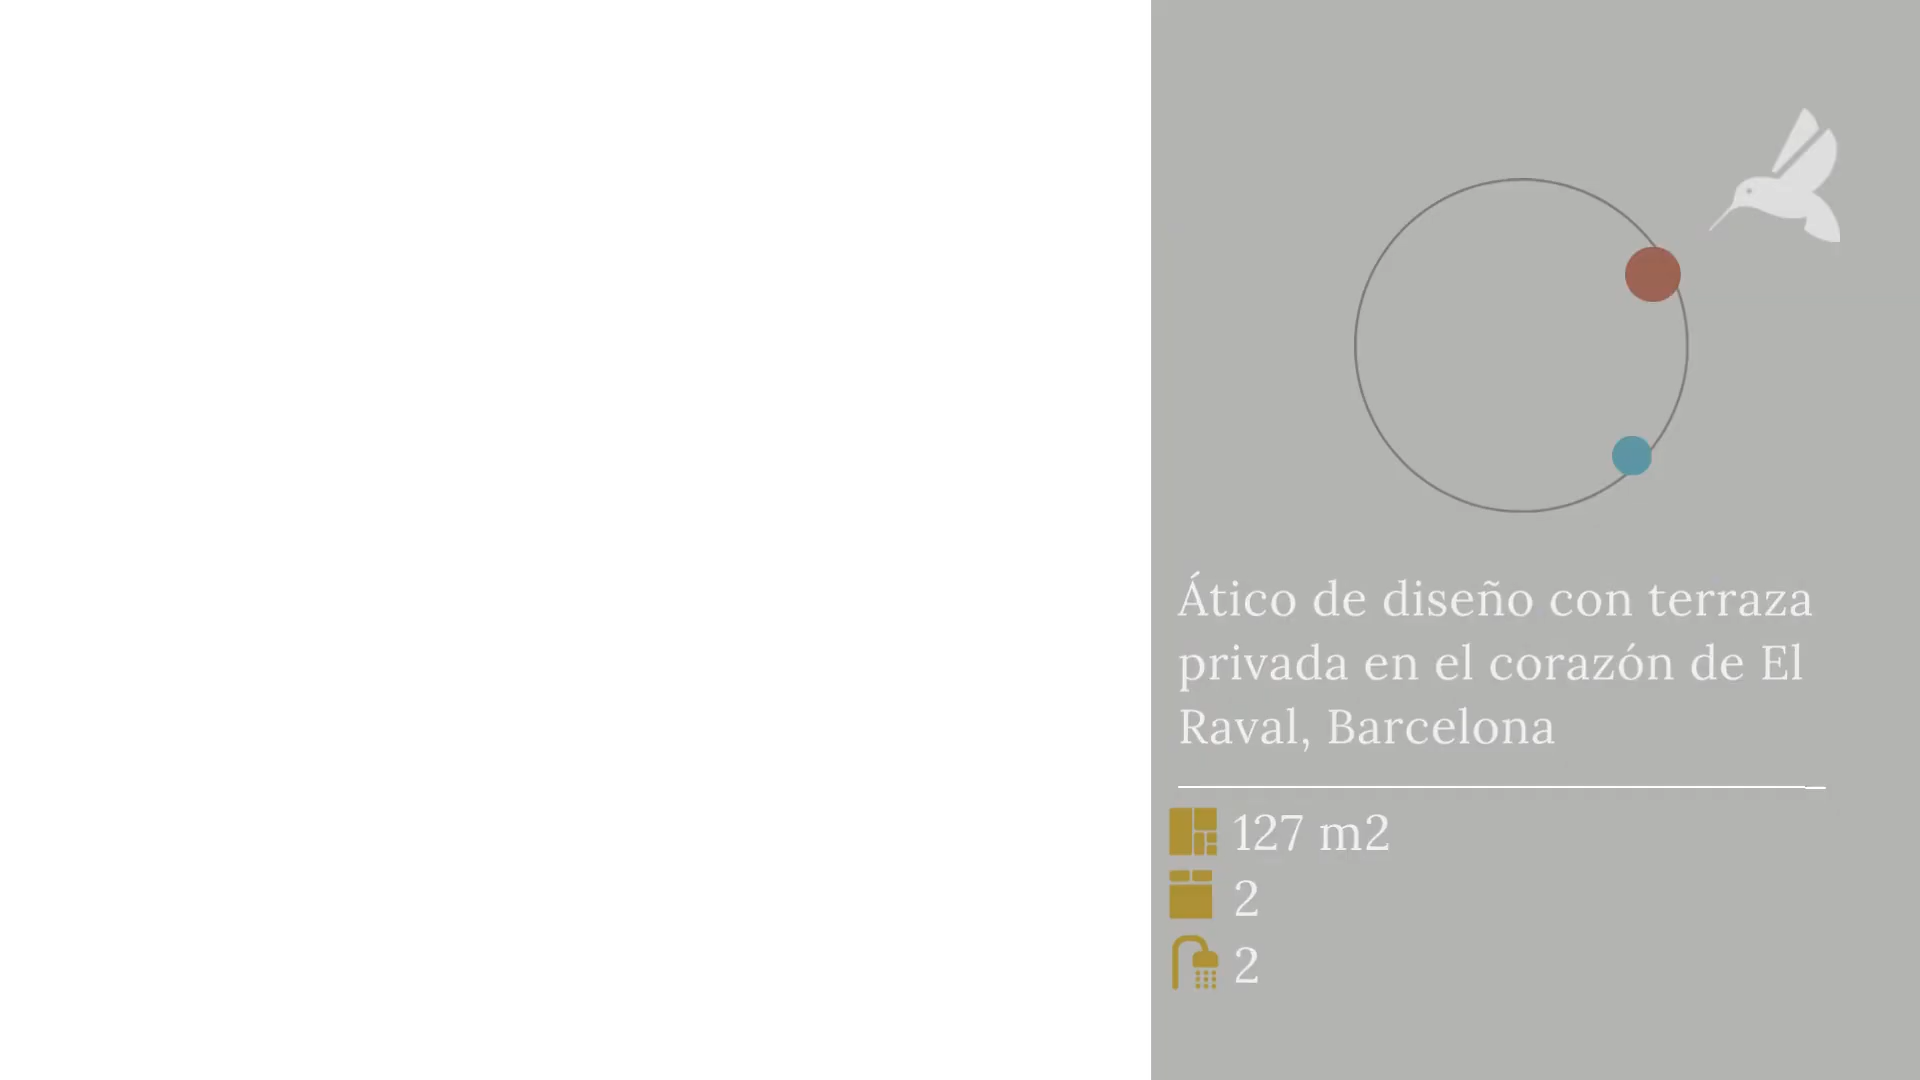 Ático de diseño con terraza
privada en el corazón de El
Raval, Barcelona
127 m2
2
2